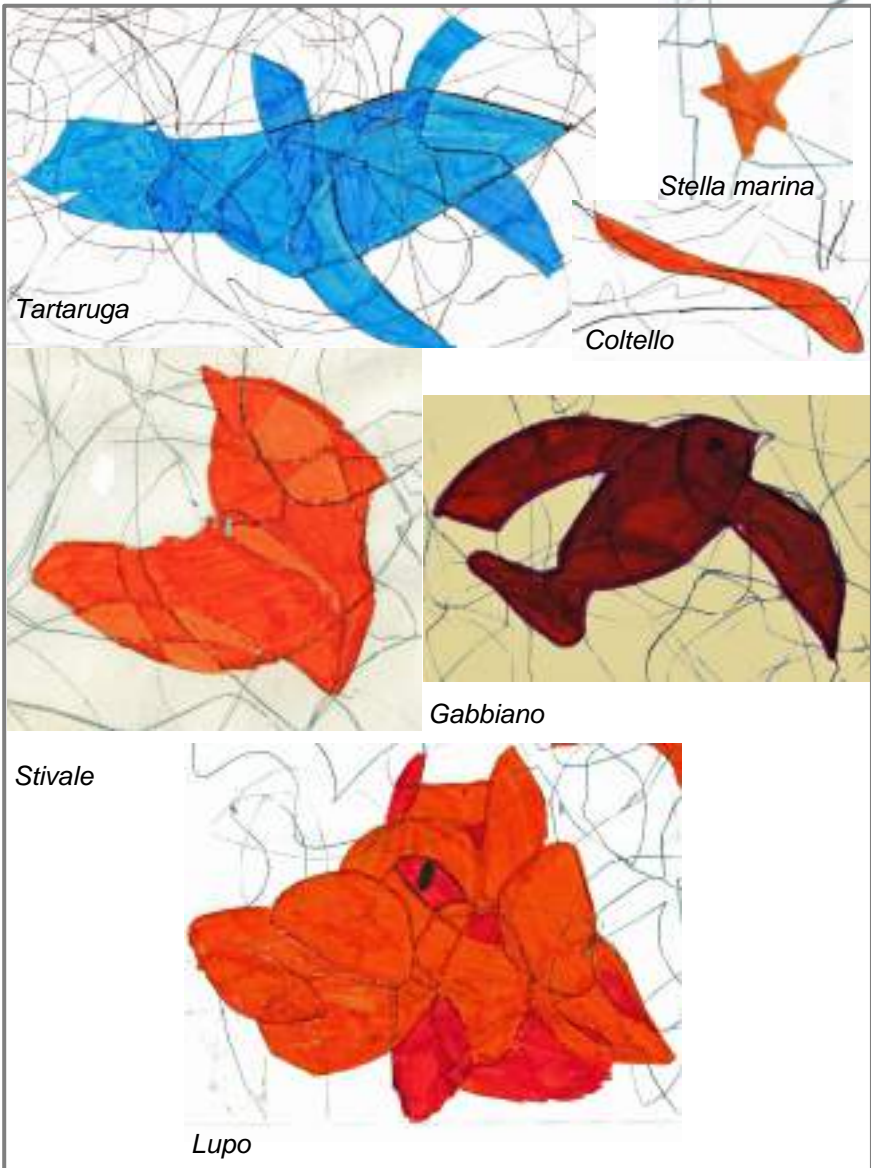 Stella marina
Tartaruga
Coltello
Gabbiano
Stivale
Lupo